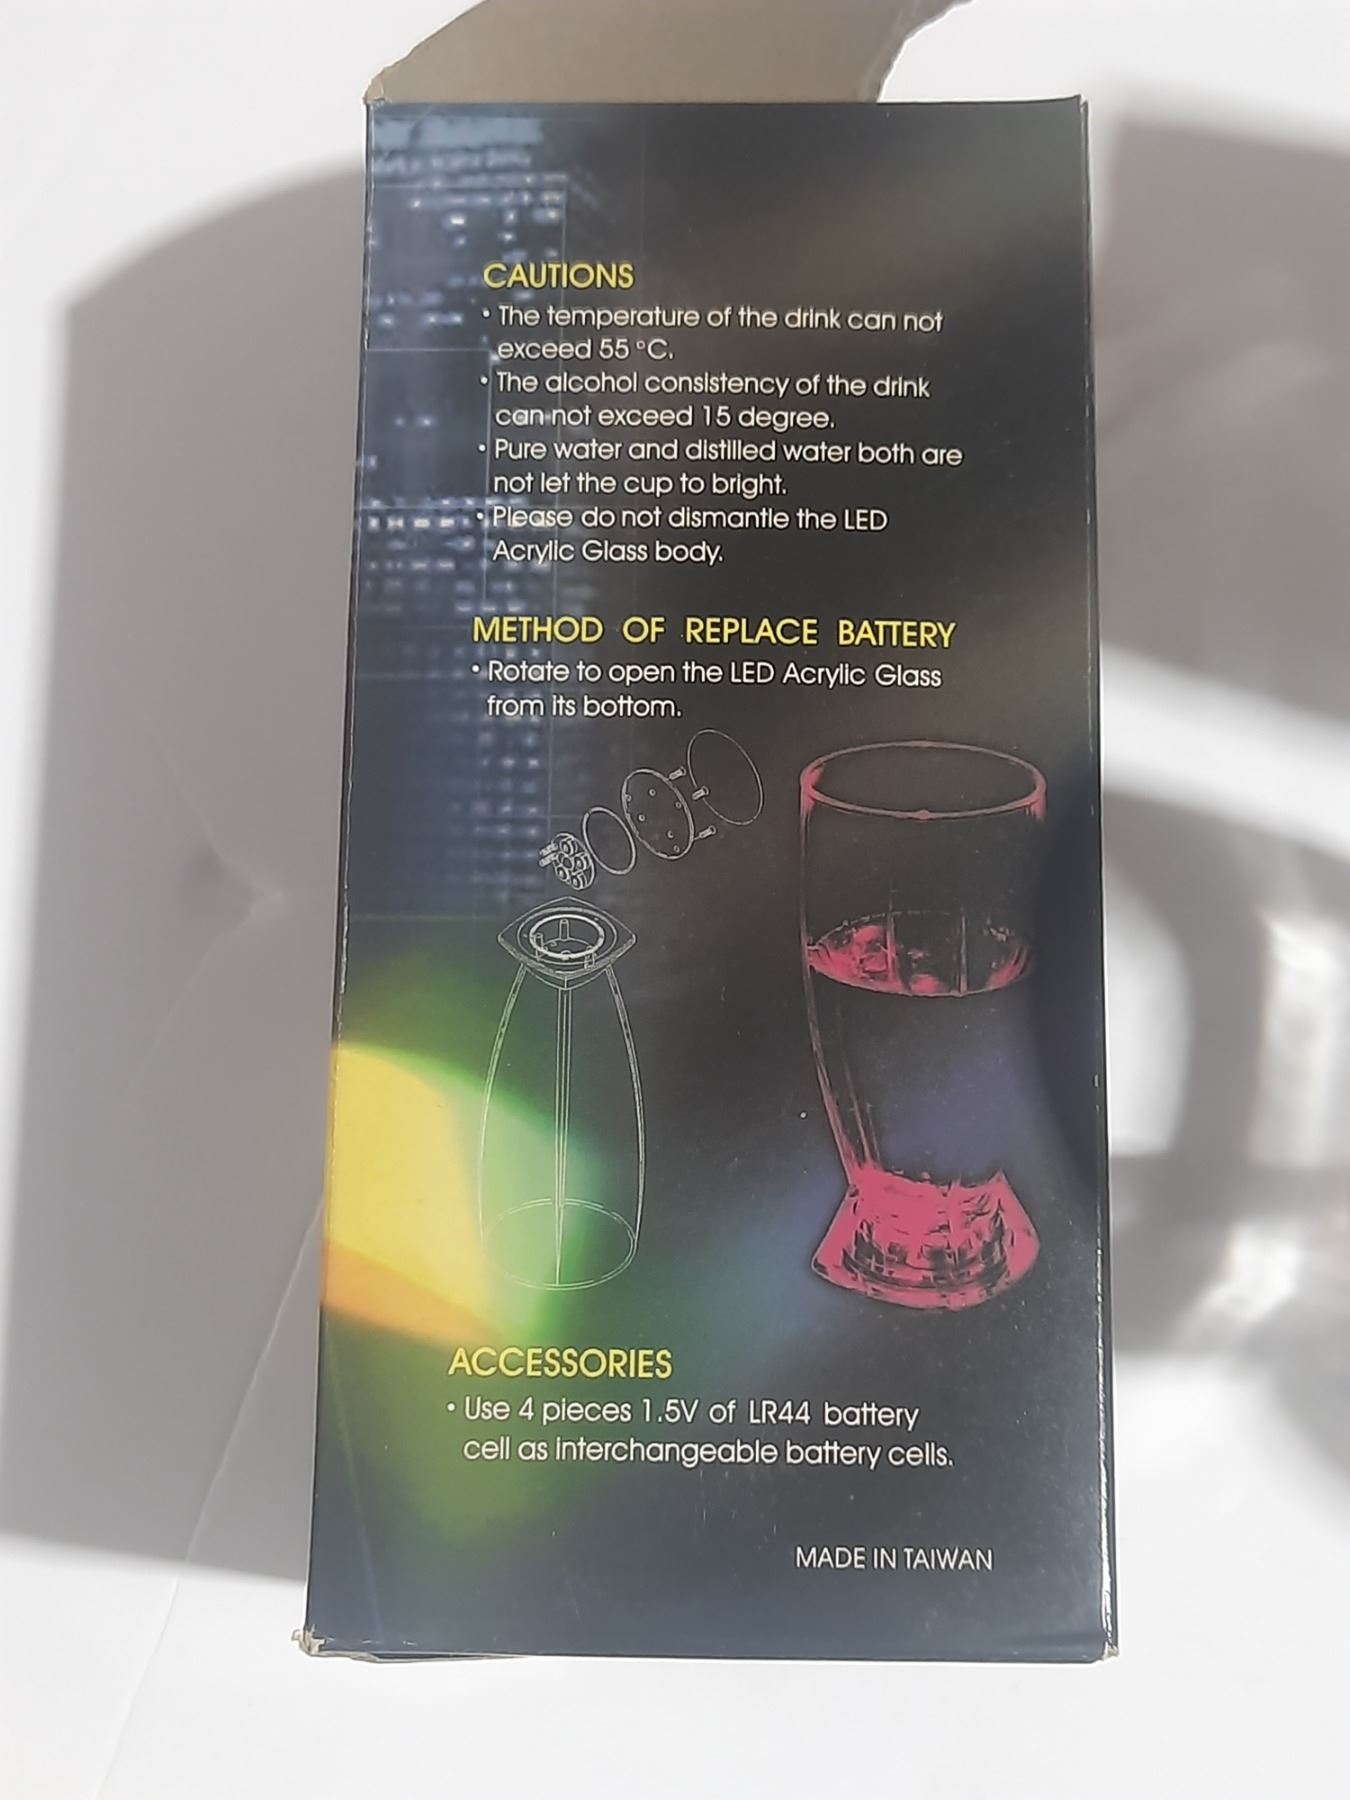 CAUTIONS
• The temperature of the drink can not
exceed 55 °C.
• The alcohol consistency of the drink
can not exceed 15 degree.
• Pure water and distilled water both are
not let the cup to bright.
• Please do not dismantle the LED
Acrylic Glass body.
METHOD OF REPLACE BATTERY
• Rotate to open the LED Acrylic Glass
from its bottom.
ACCESSORIES
• Use 4 pieces 1.5V of LR44 battery
cell as interchangeable battery cells.
MADE IN TAIWAN